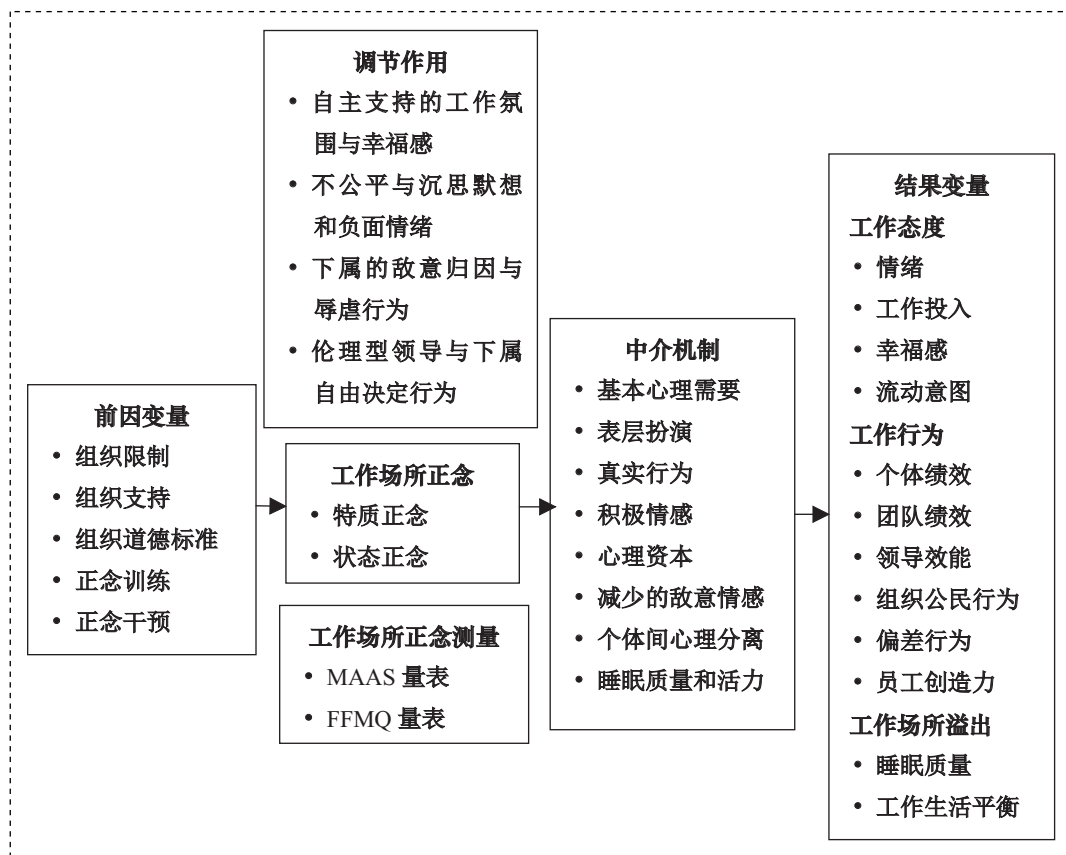 调节作用
• 自主支持的工作氛
围与幸福感
• 不公平与沉思默想
和负面情绪
• 下属的敌意归因与
辱虐行为
• 伦理型领导与下属
自由决定行为
前因变量
• 组织限制
• 组织支持
• 组织道德标准
• 正念训练
• 正念干预
工作场所正念
• 特质正念
• 状态正念
工作场所正念测量
• MAAS 量表
• FFMQ 量表
中介机制
• 基本心理需要
• 表层扮演
• 真实行为
• 积极情感
• 心理资本
• 减少的敌意情感
• 个体间心理分离
• 睡眠质量和活力
结果变量
工作态度
• 情绪
• 工作投入
• 幸福感
• 流动意图
工作行为
• 个体绩效
• 团队绩效
• 领导效能
• 组织公民行为
• 偏差行为
• 员工创造力
工作场所溢出
• 睡眠质量
• 工作生活平衡